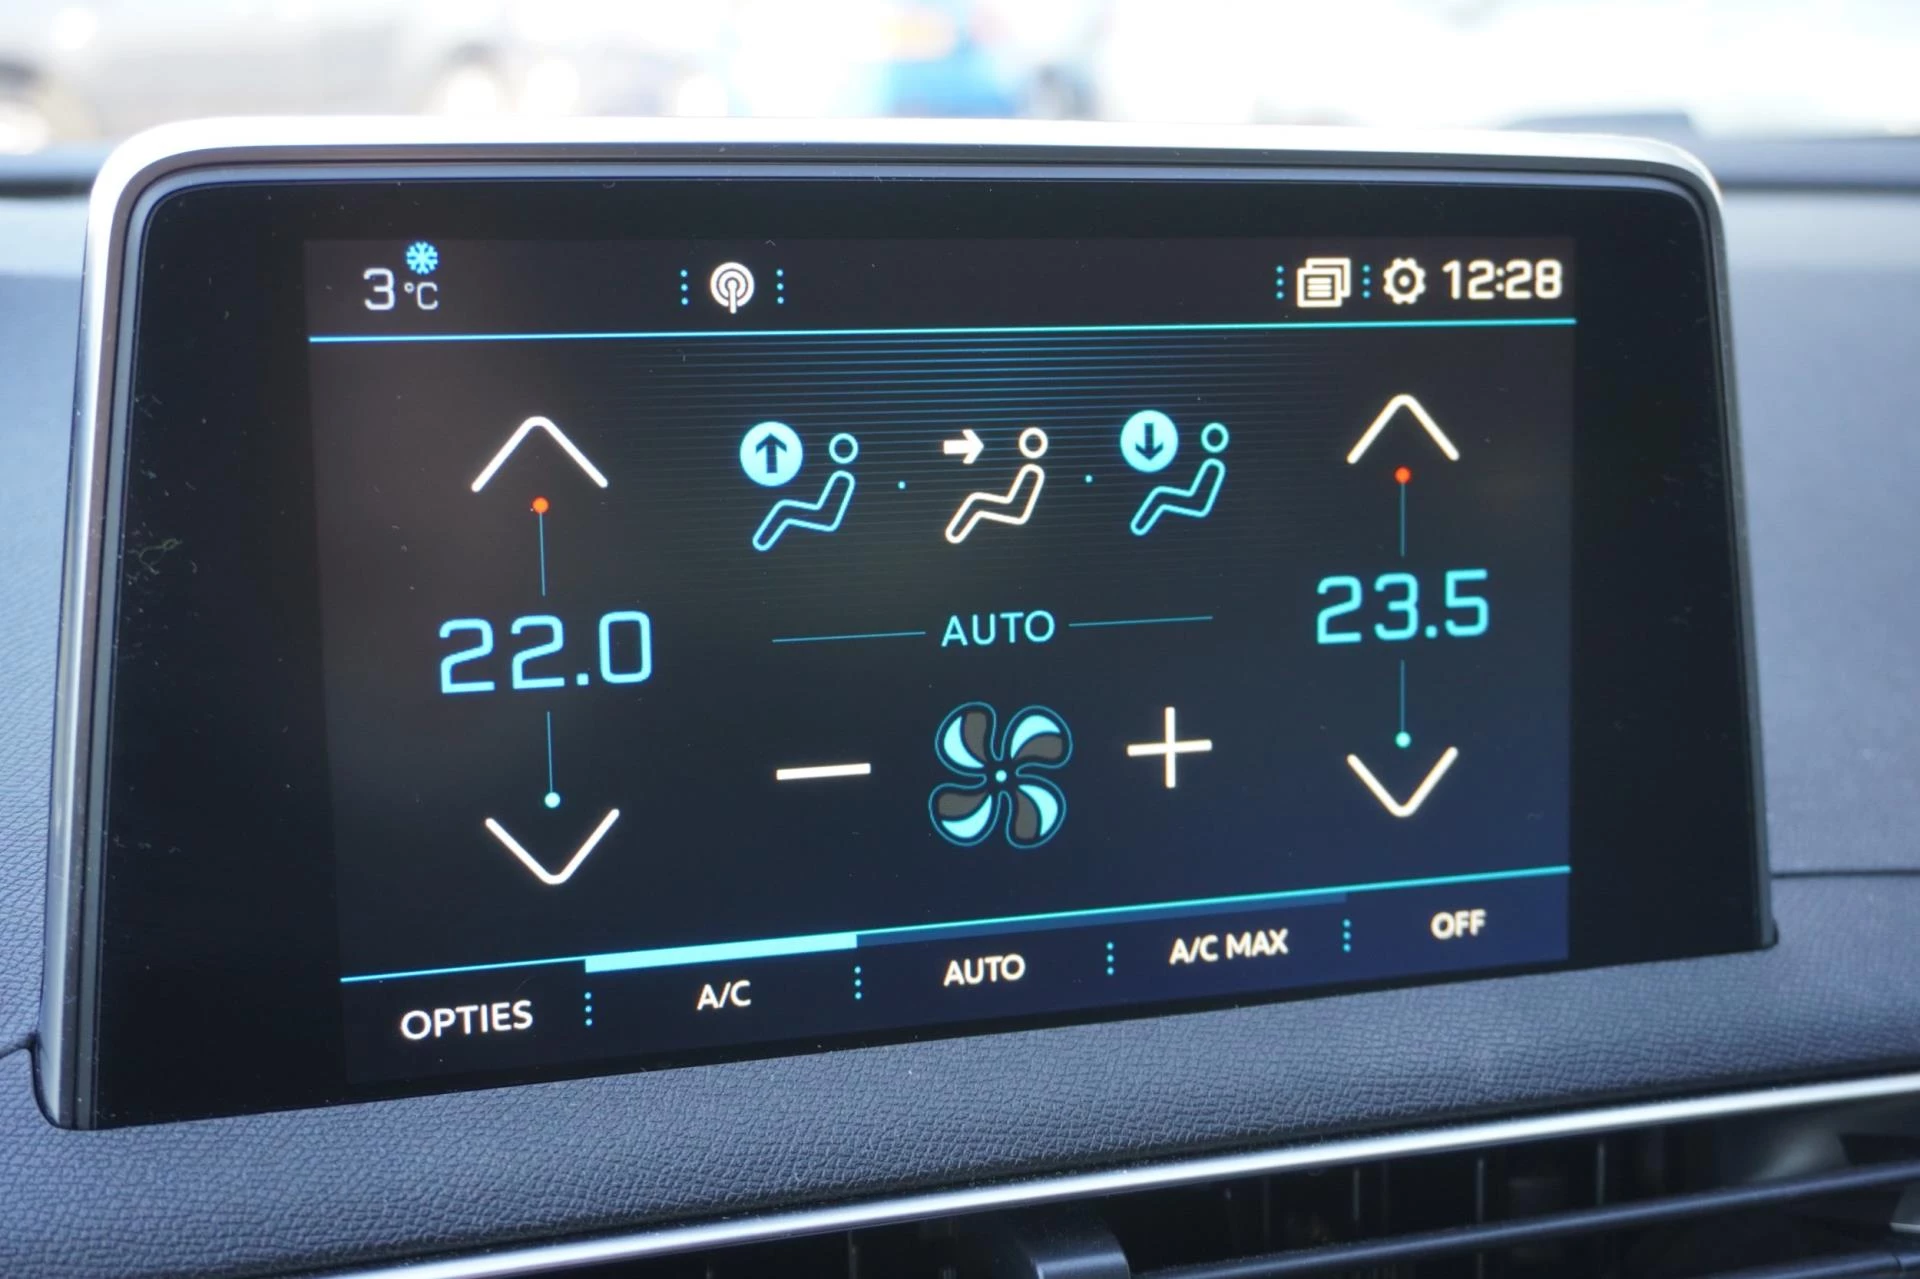 3 °C
12:28
22.0
23.5
AUTO
OPTIES
A/C
AUTO
A/C MAX
OFF